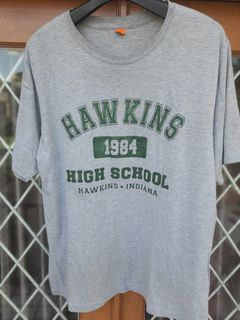 HAWKINS
1984
HIGH SCHOOL
HAWKINS • INDIANA